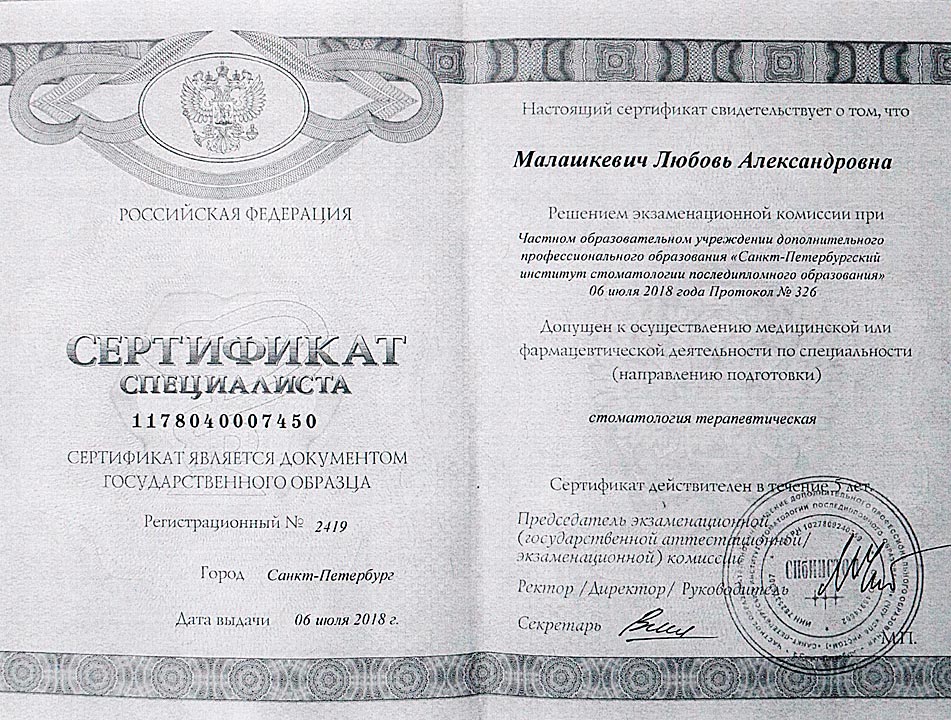 РОССИЙСКАЯ ФЕДЕРАЦИЯ
СЕРТИФИКАТ
СПЕЦИАЛИСТА
1178040007450
СЕРТИФИКАТ ЯВЛЯЕТСЯ ДОКУМЕНТОМ
ГОСУДАРСТВЕННОГО ОБРАЗЦА
Регистрационный № 2419
Город Санкт-Петербург
Дата выдачи 06 июля 2018 г.
Настоящий сертификат свидетельствует о том, что
Малашкевич Любовь Александровна
Решением экзаменационной комиссии при
Частном образовательном учреждении дополнительного
профессионального образования «Санкт-Петербургский
институт стоматологии последипломного образования»
06 июля 2018 года Протокол № 326
Допущен к осуществлению медицинской или
фармацевтической деятельности по специальности
(направлению подготовки)
стоматология терапевтическая
Сертификат действителен в течение 5 лет.
Председатель экзаменационной
(государственной аттестационной/
экзаменационной) комиссии
Ректор /Директор/ Руководитель
Секретарь
М.П.